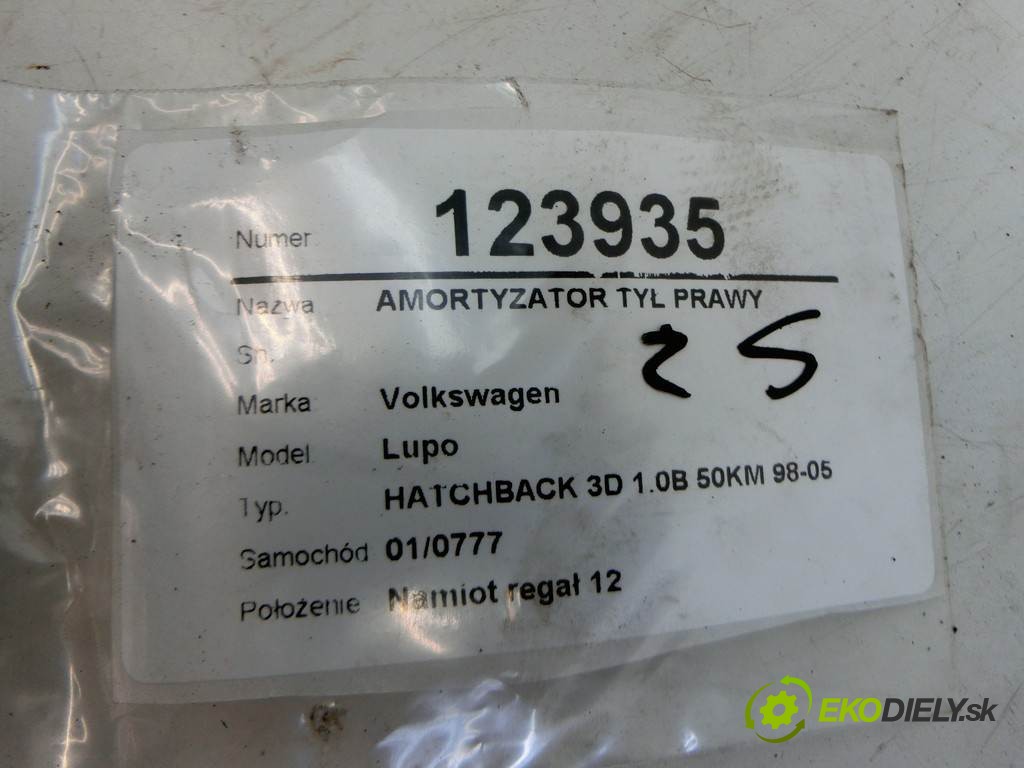 Numer 123935
Nazwa AMORTYZATOR TYŁ PRAWY
Sn.
25
Marka Volkswagen
Model Lupo
Typ. HATCHBACK 3D 1.0B 50KM 98-05
Samochód 01/0777
Położenie Namiot regał 12
EKODIELY.sk